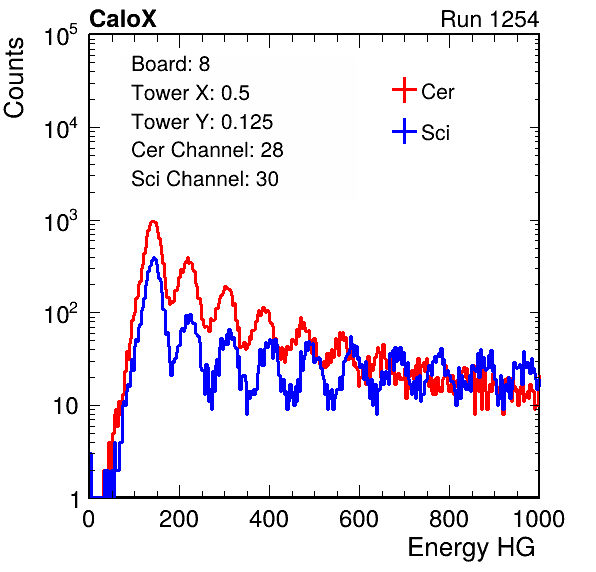 CaloX Run 1254
Counts
10^5
10^4
10^3
10^2
10
1
Board: 8
Tower X: 0.5
Tower Y: 0.125
Cer Channel: 28
Sci Channel: 30
Cer
Sci
0 200 400 600 800 1000
Energy HG